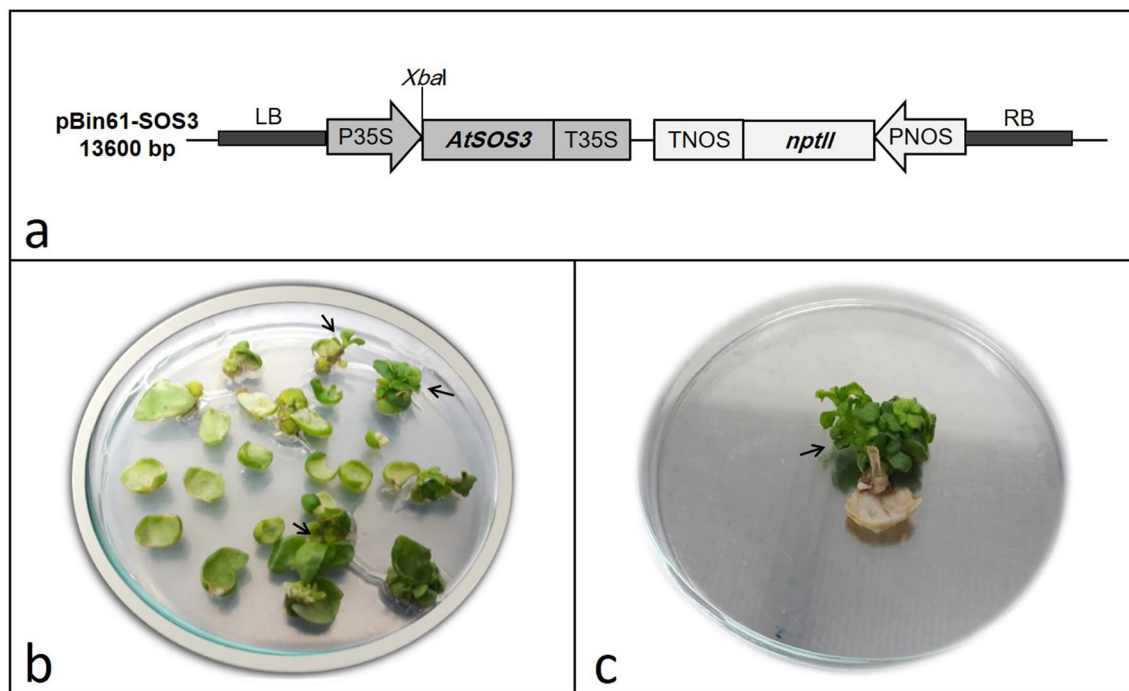 XbaI
LB
RB
pBin61-SOS3
13600 bp
P35S
AtSOS3
T35S
TNOS
nptII
PNOS
a
b
c